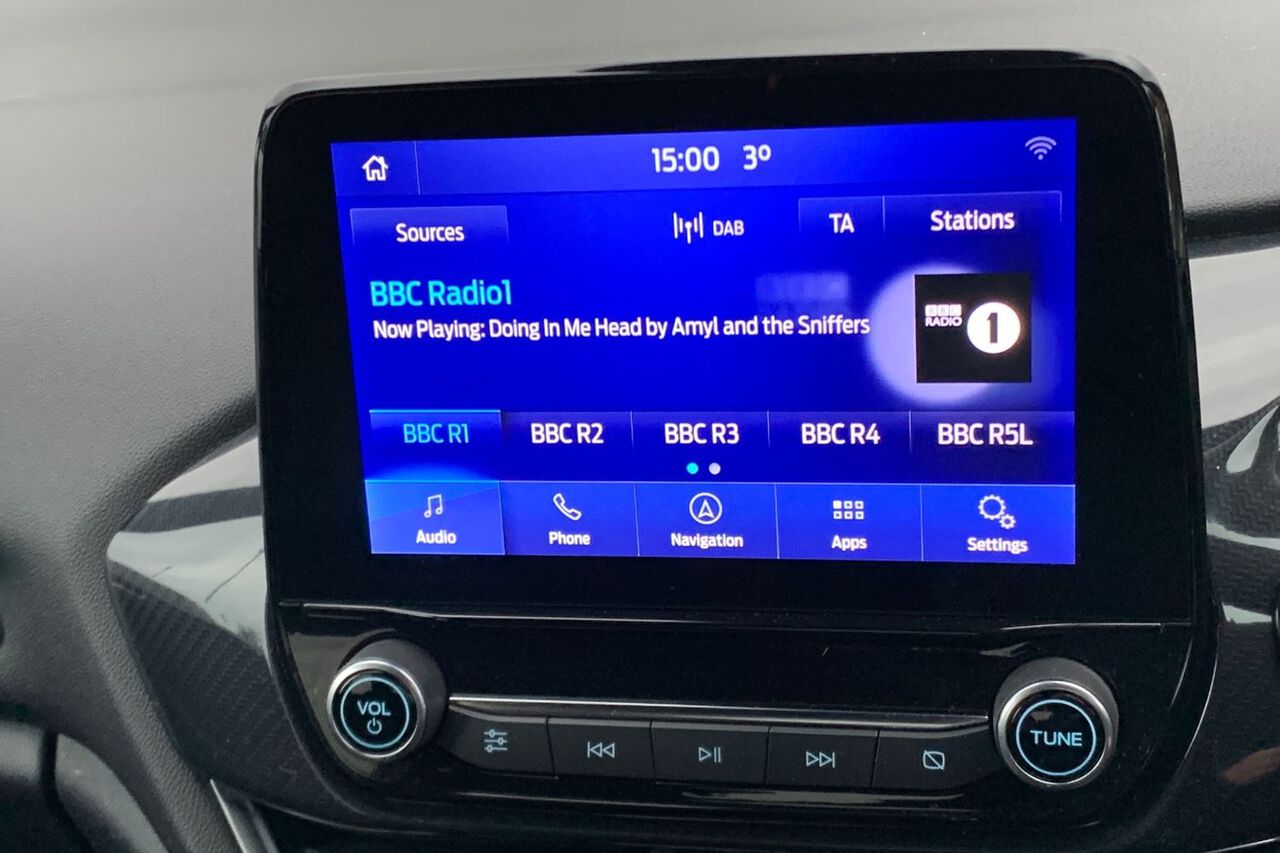 15:00 3º
Sources
DAB
TA
Stations
BBC Radio1
Now Playing: Doing In Me Head by Amyl and the Sniffers
BBC
RADIO
1
BBC R1
BBC R2
BBC R3
BBC R4
BBC R5L
Audio
Phone
Navigation
Apps
Settings
VOL
TUNE